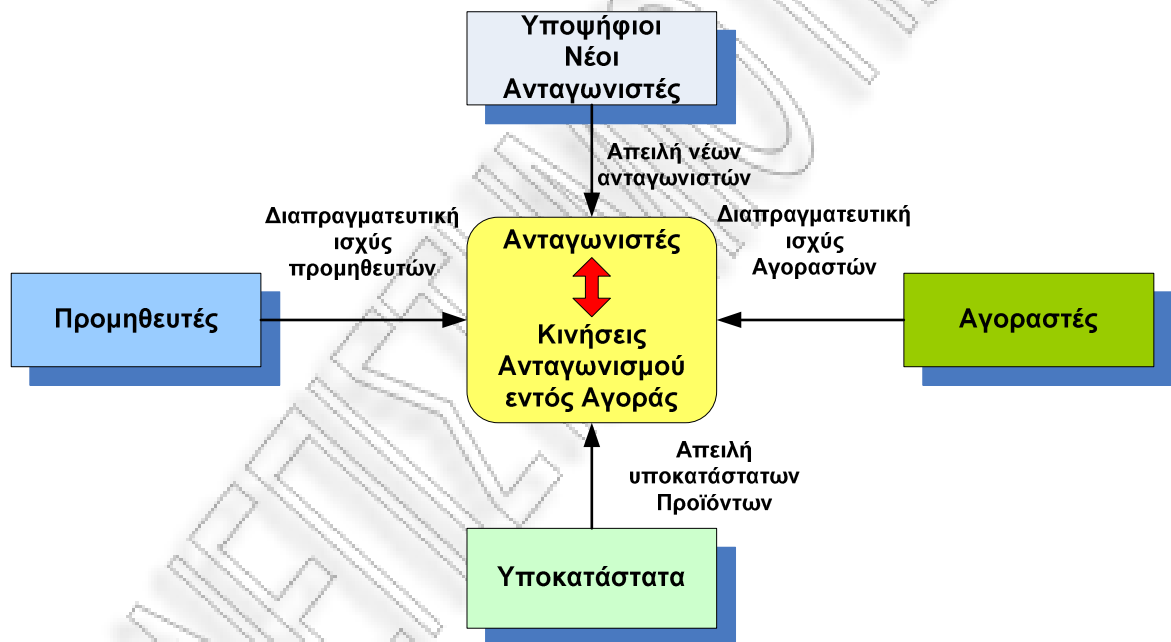 Υποψήφιοι
Νέοι
Ανταγωνιστές
Απειλή νέων
ανταγωνιστών
Διαπραγματευτική
ισχύς
προμηθευτών
Διαπραγματευτική
ισχύς
Αγοραστών
Προμηθευτές
Ανταγωνιστές
Κινήσεις
Ανταγωνισμού
εντός Αγοράς
Αγοραστές
Απειλή
υποκατάστατων
Προϊόντων
Υποκατάστατα